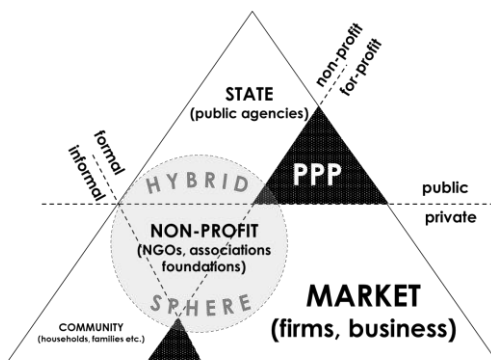 non-profit
for-profit
STATE
(public agencies)
formal
informal
HYBRID
PPP
public
private
NON-PROFIT
(NGOs, associations
foundations)
SPHERE
MARKET
(firms, business)
COMMUNITY
(households, families etc.)